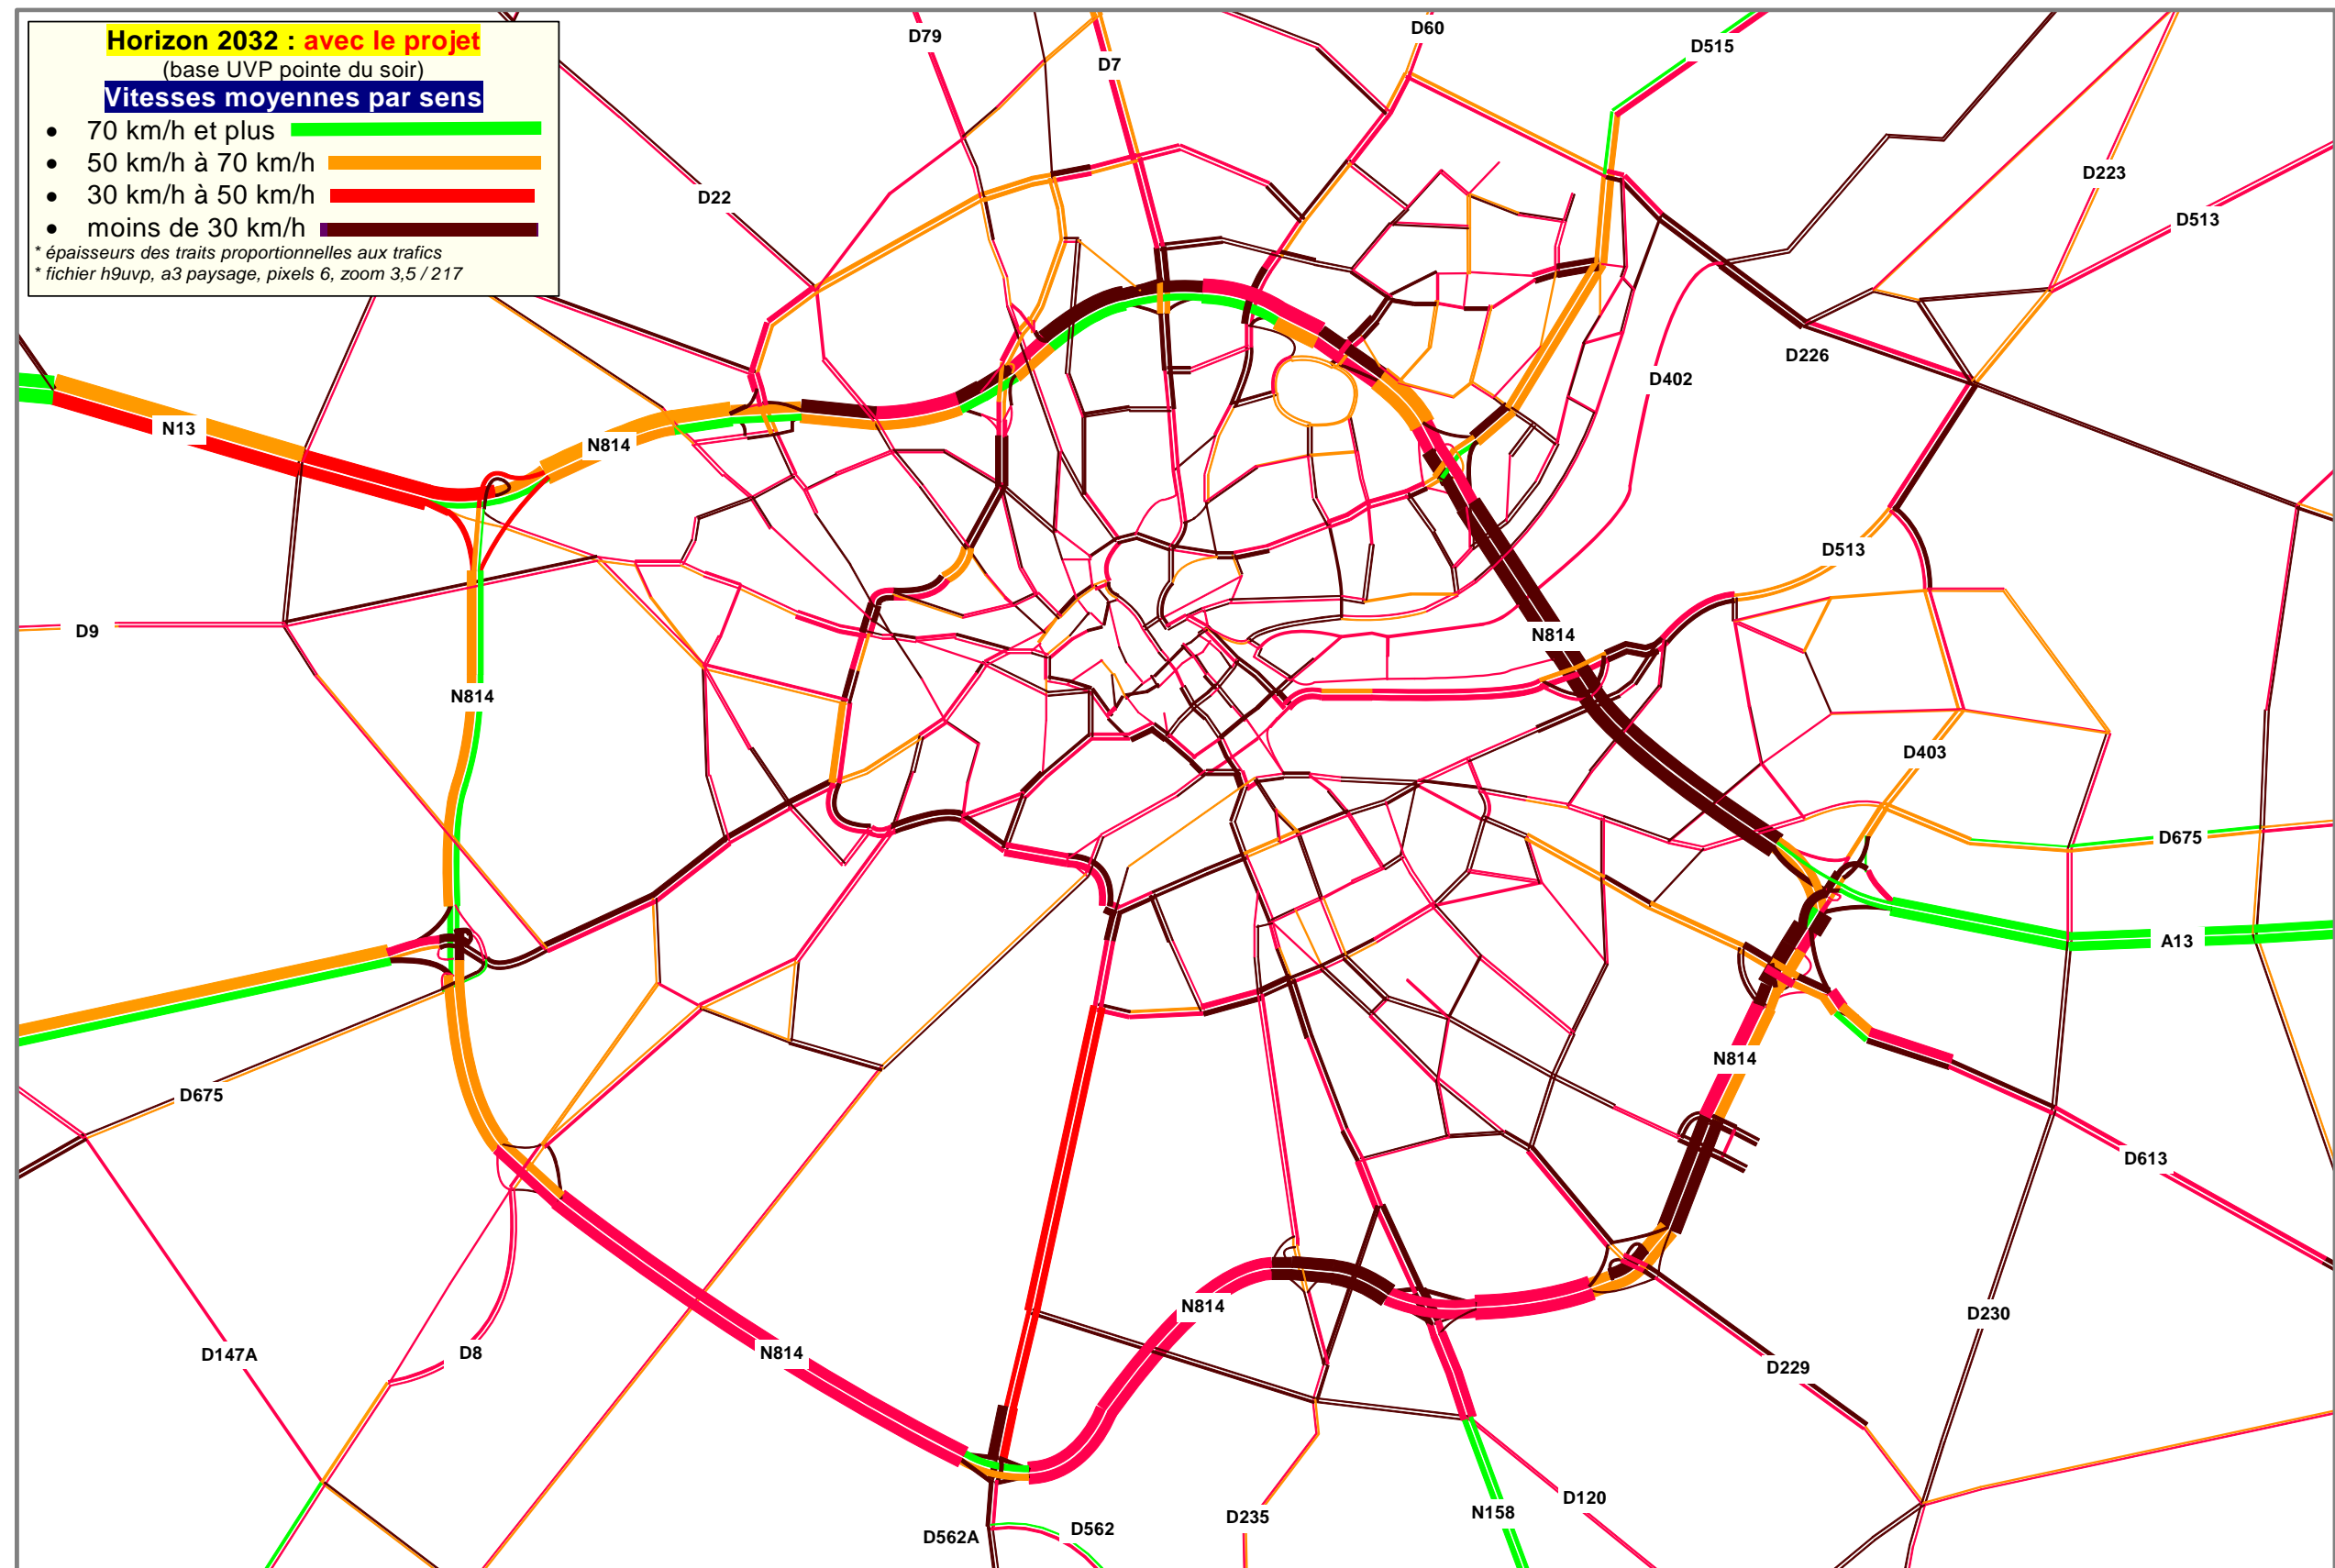 Horizon 2032 : avec le projet
(base UVP pointe du soir)
Vitesses moyennes par sens
• 70 km/h et plus
• 50 km/h à 70 km/h
• 30 km/h à 50 km/h
• moins de 30 km/h
* épaisseurs des traits proportionnelles aux trafics
* fichier h9uvp, a3 paysage, pixels 6, zoom 3,5 / 217
D79
D7
D60
D515
D22
D223
D513
D226
D402
N13
N814
D513
D9
N814
N814
D403
D675
A13
N814
D675
D613
N814
D230
D147A
D8
N814
D229
D120
N158
D235
D562
D562A